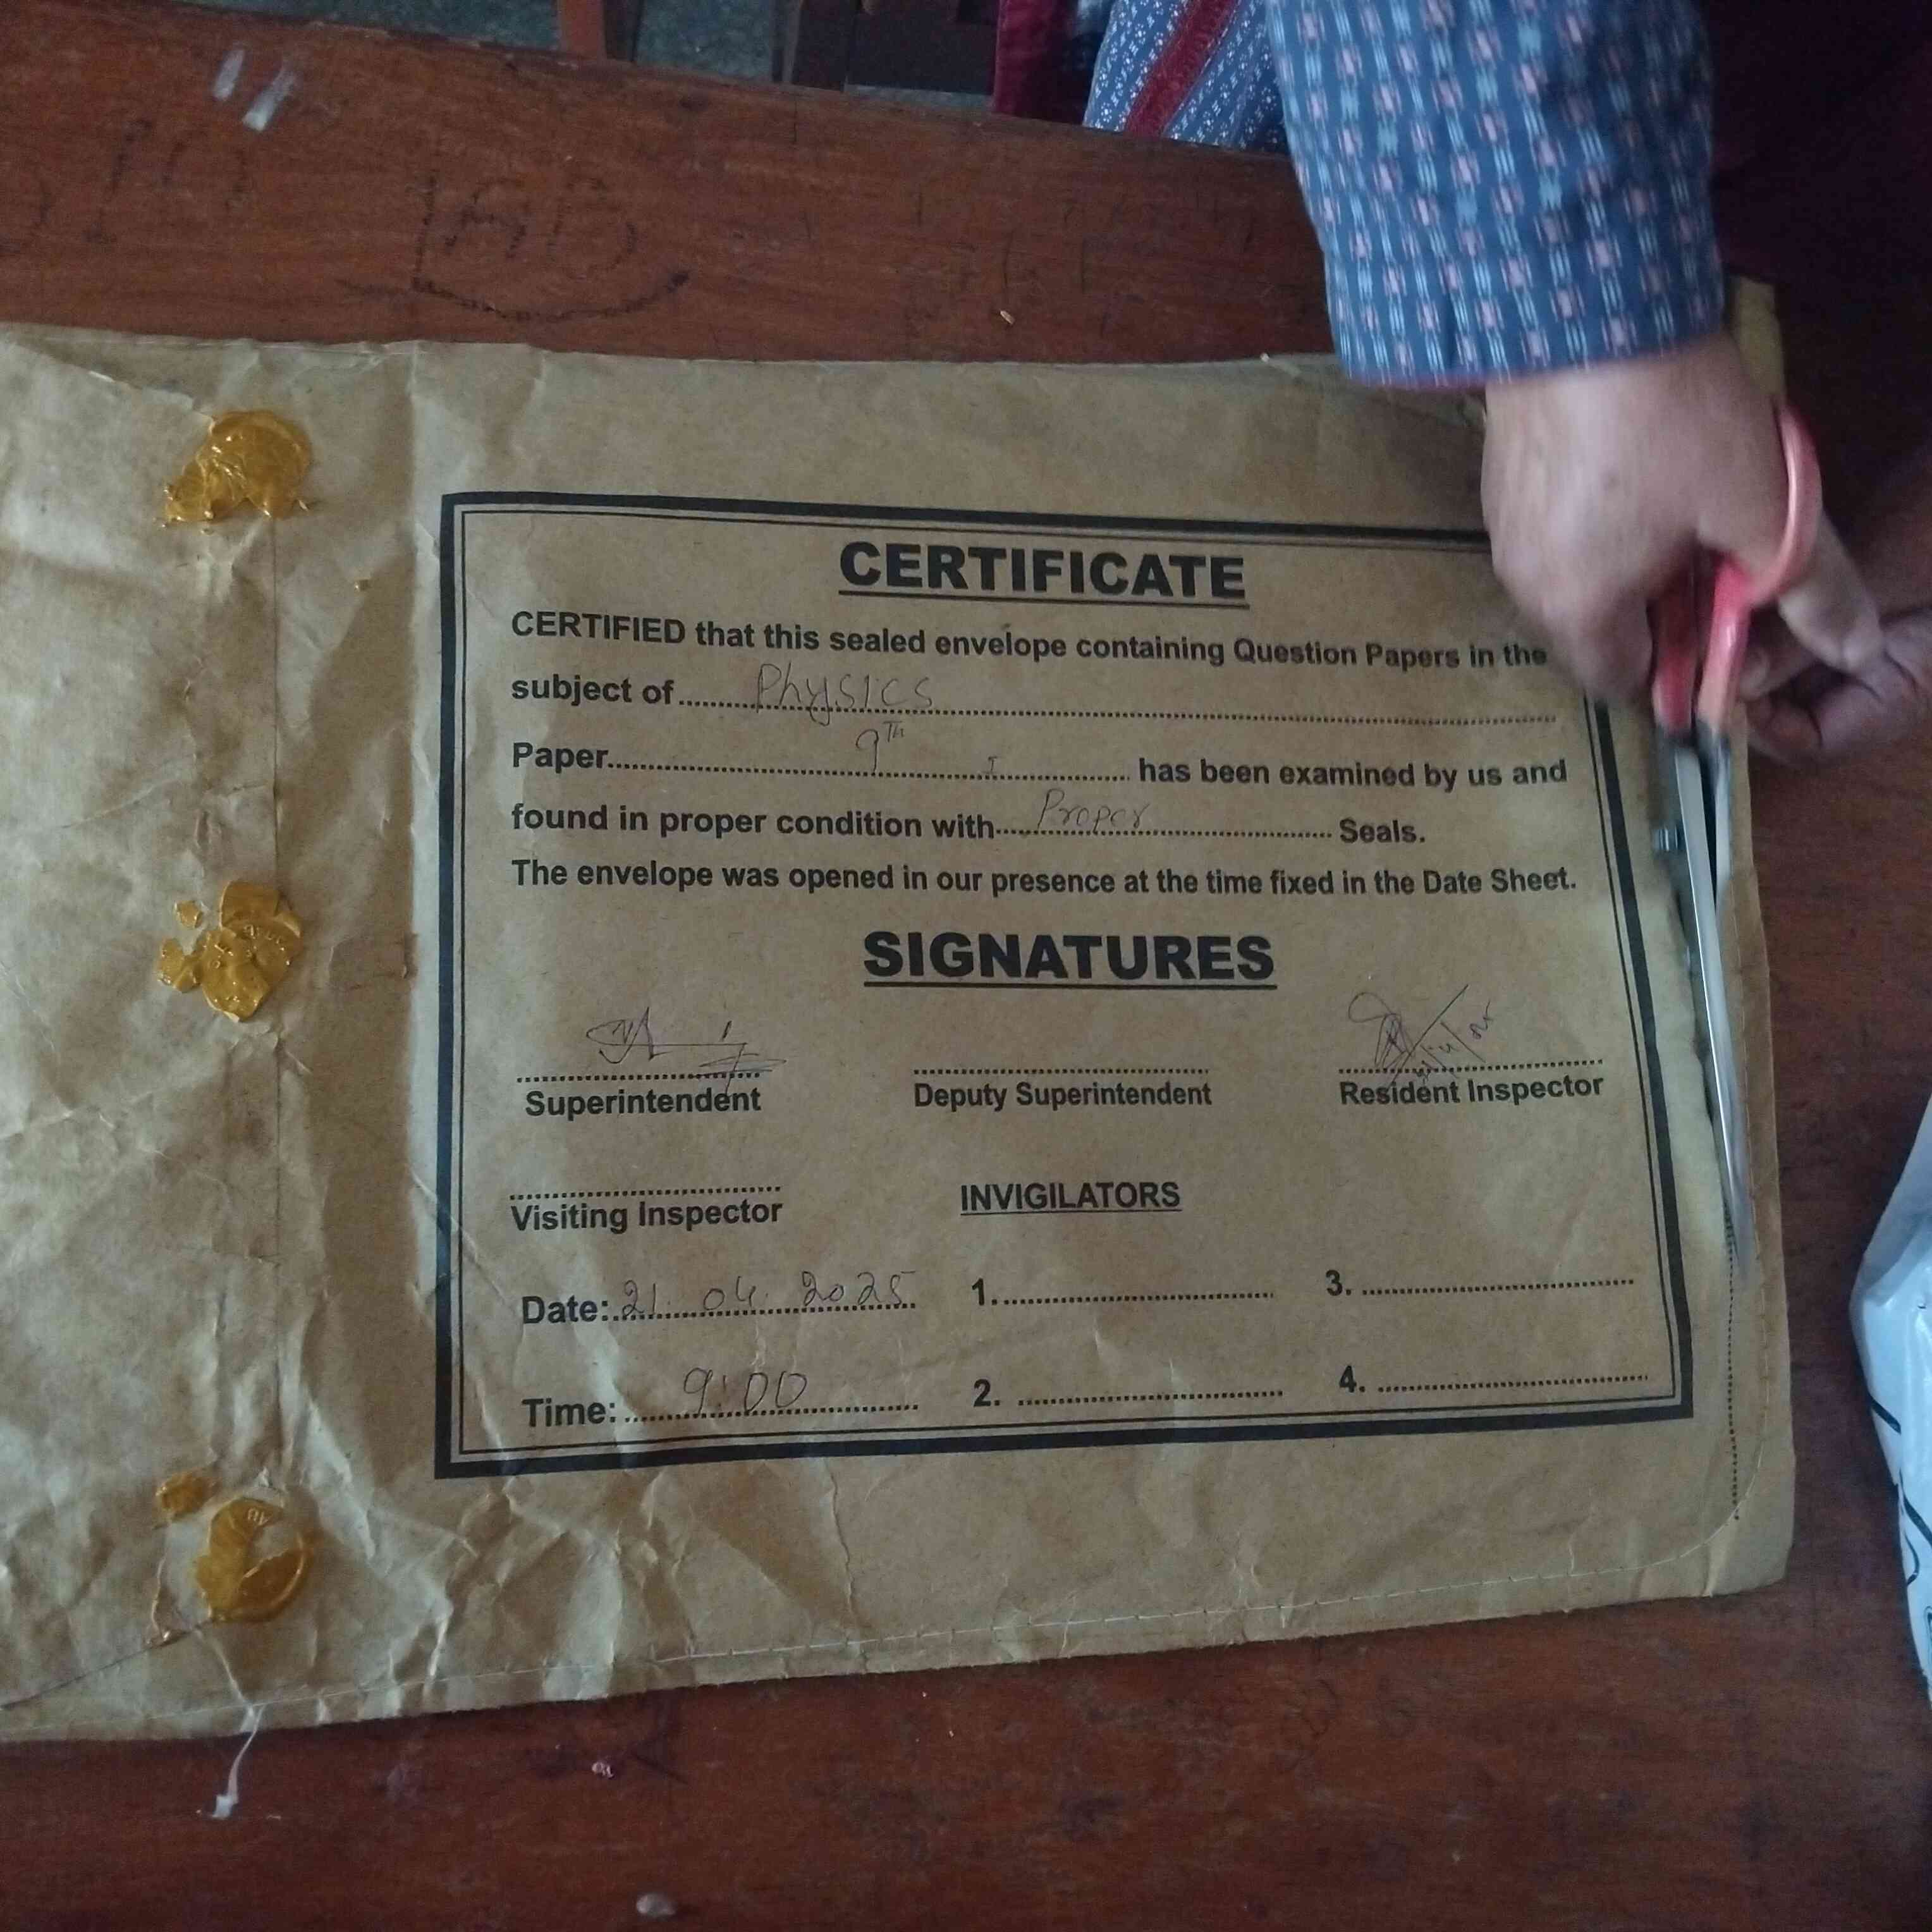 LAB
CERTIFICATE
CERTIFIED that this sealed envelope containing Question Papers in the
subject of Physics
Paper 9Th I has been examined by us and
found in proper condition with Proper Seals.
The envelope was opened in our presence at the time fixed in the Date Sheet.
SIGNATURES
Superintendent Deputy Superintendent Resident Inspector
Visiting Inspector INVIGILATORS
Date: 21.04.2025 1. 3.
Time: 9:00 2. 4.